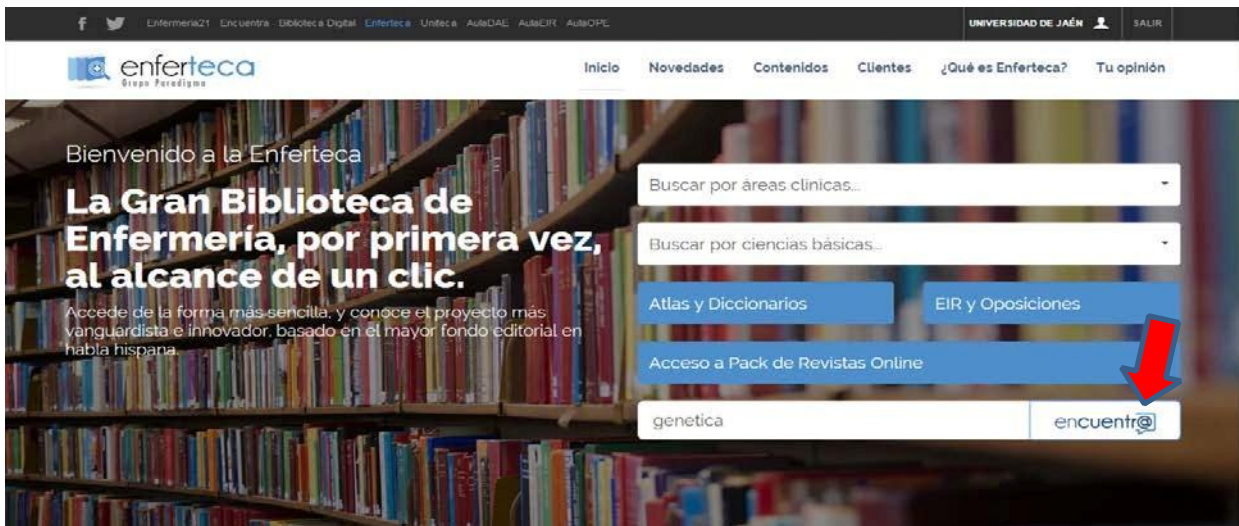 Enfermeria21 Encuentra Biblioteca Digital Enferteca Uniteca AulaDAE AulaEIR AulaOPE
UNIVERSIDAD DE JAÉN SALIR
enferteca
Grupo Paradigma
Inicio Novedades Contenidos Clientes ¿Qué es Enferteca? Tu opinión
Bienvenido a la Enferteca
La Gran Biblioteca de
Enfermería, por primera vez,
al alcance de un clic.
Accede de la forma más sencilla, y conoce el proyecto más
vanguardista e innovador, basado en el mayor fondo editorial en
habla hispana.
Buscar por áreas clínicas...
Buscar por ciencias básicas...
Atlas y Diccionarios
EIR y Oposiciones
Acceso a Pack de Revistas Online
genetica
encuentr@